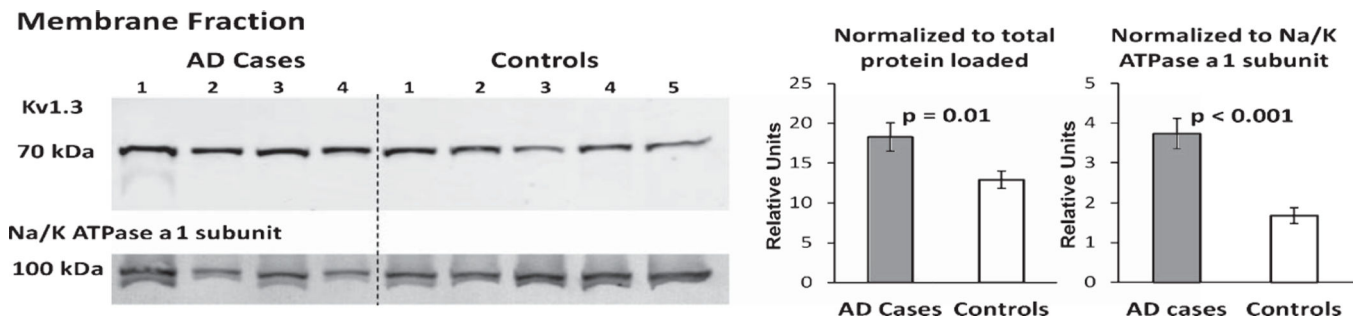 Membrane Fraction
AD Cases
Controls
1 2 3 4 1 2 3 4 5
Kv1.3
70 kDa
Na/K ATPase a1 subunit
100 kDa
Normalized to total
protein loaded
Relative Units
25
20
15
10
5
0
p = 0.01
AD Cases Controls
Normalized to Na/K
ATPase a1 subunit
Relative Units
5
4
3
2
1
0
p < 0.001
AD cases Controls